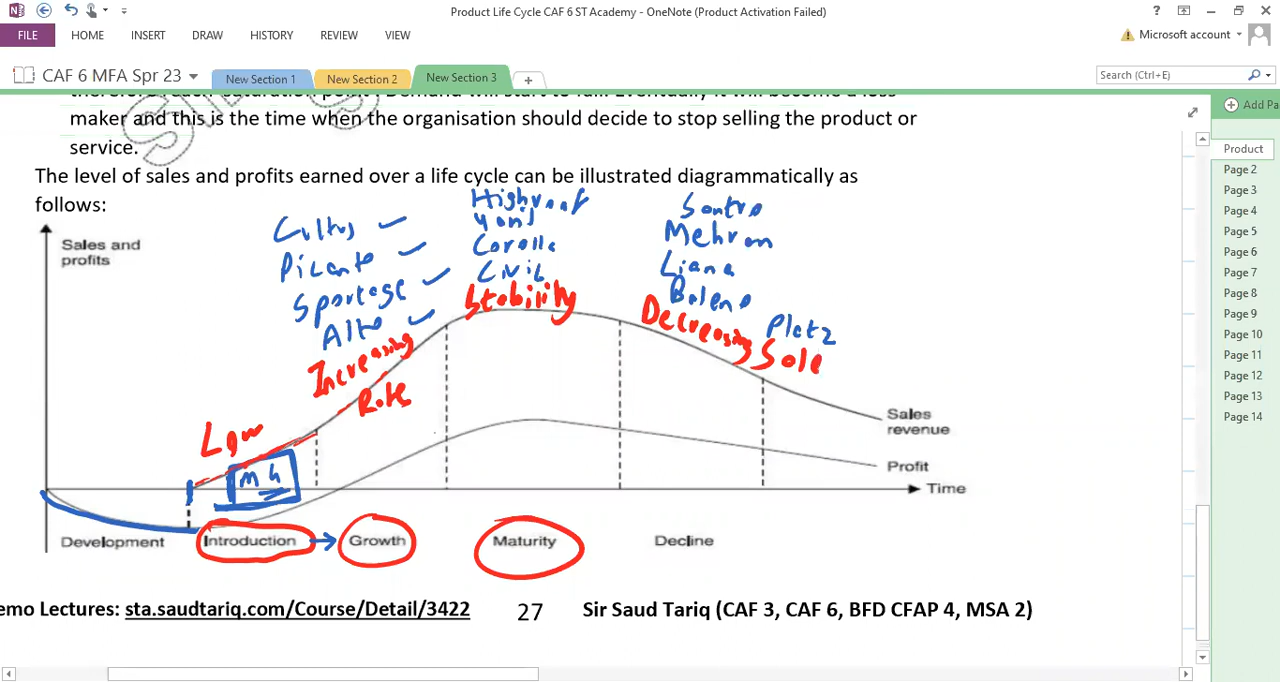 Product Life Cycle CAF 6 ST Academy - OneNote (Product Activation Failed)
FILE HOME INSERT DRAW HISTORY REVIEW VIEW
Microsoft account
CAF 6 MFA Spr 23 New Section 1 New Section 2 New Section 3
Search (Ctrl+E)
Add Pa
maker and this is the time when the organisation should decide to stop selling the product or
service.
The level of sales and profits earned over a life cycle can be illustrated diagrammatically as
follows:
Sales and
profits
Cultus
Picanto
Sportage
Alto
Increasing
Rate
Highroof
Corolla
Civic
Stability
Santro
Mehran
Liana
Baleno
Decreasing
Sale
Low
Sales
revenue
Profit
Time
Development
Introduction
Growth
Maturity
Decline
emo Lectures: sta.saudtariq.com/Course/Detail/3422
27
Sir Saud Tariq (CAF 3, CAF 6, BFD CFAP 4, MSA 2)
Product
Page 2
Page 3
Page 4
Page 5
Page 6
Page 7
Page 8
Page 9
Page 10
Page 11
Page 12
Page 13
Page 14